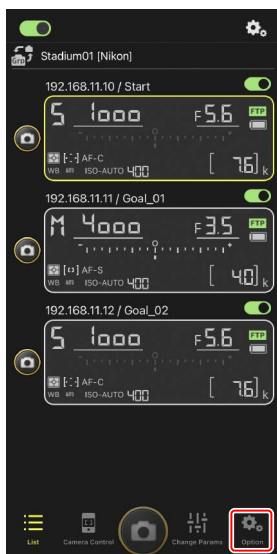 Grp Stadium01 [Nikon]
192.168.11.10 / Start
S 1000 F5.6 FTP
AF-C
WB ISO-AUTO 400 [ 7.6] k
192.168.11.11 / Goal_01
M 4000 F3.5 FTP
AF-S
WB ISO-AUTO 400 [ 4.0] k
192.168.11.12 / Goal_02
S 1000 F5.6 FTP
AF-C
WB ISO-AUTO 400 [ 7.6] k
List Camera Control Change Params Option